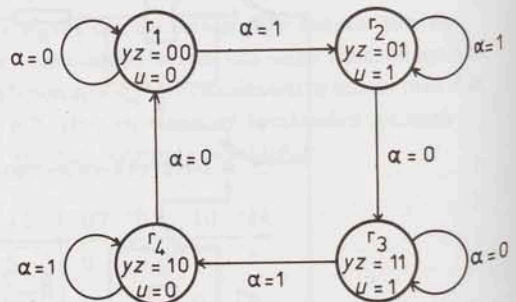 r₁
yz = 00
u = 0
α = 0
α = 1
r₂
yz = 01
u = 1
α = 1
α = 0
α = 0
r₄
yz = 10
u = 0
α = 1
α = 1
r₃
yz = 11
u = 1
α = 0